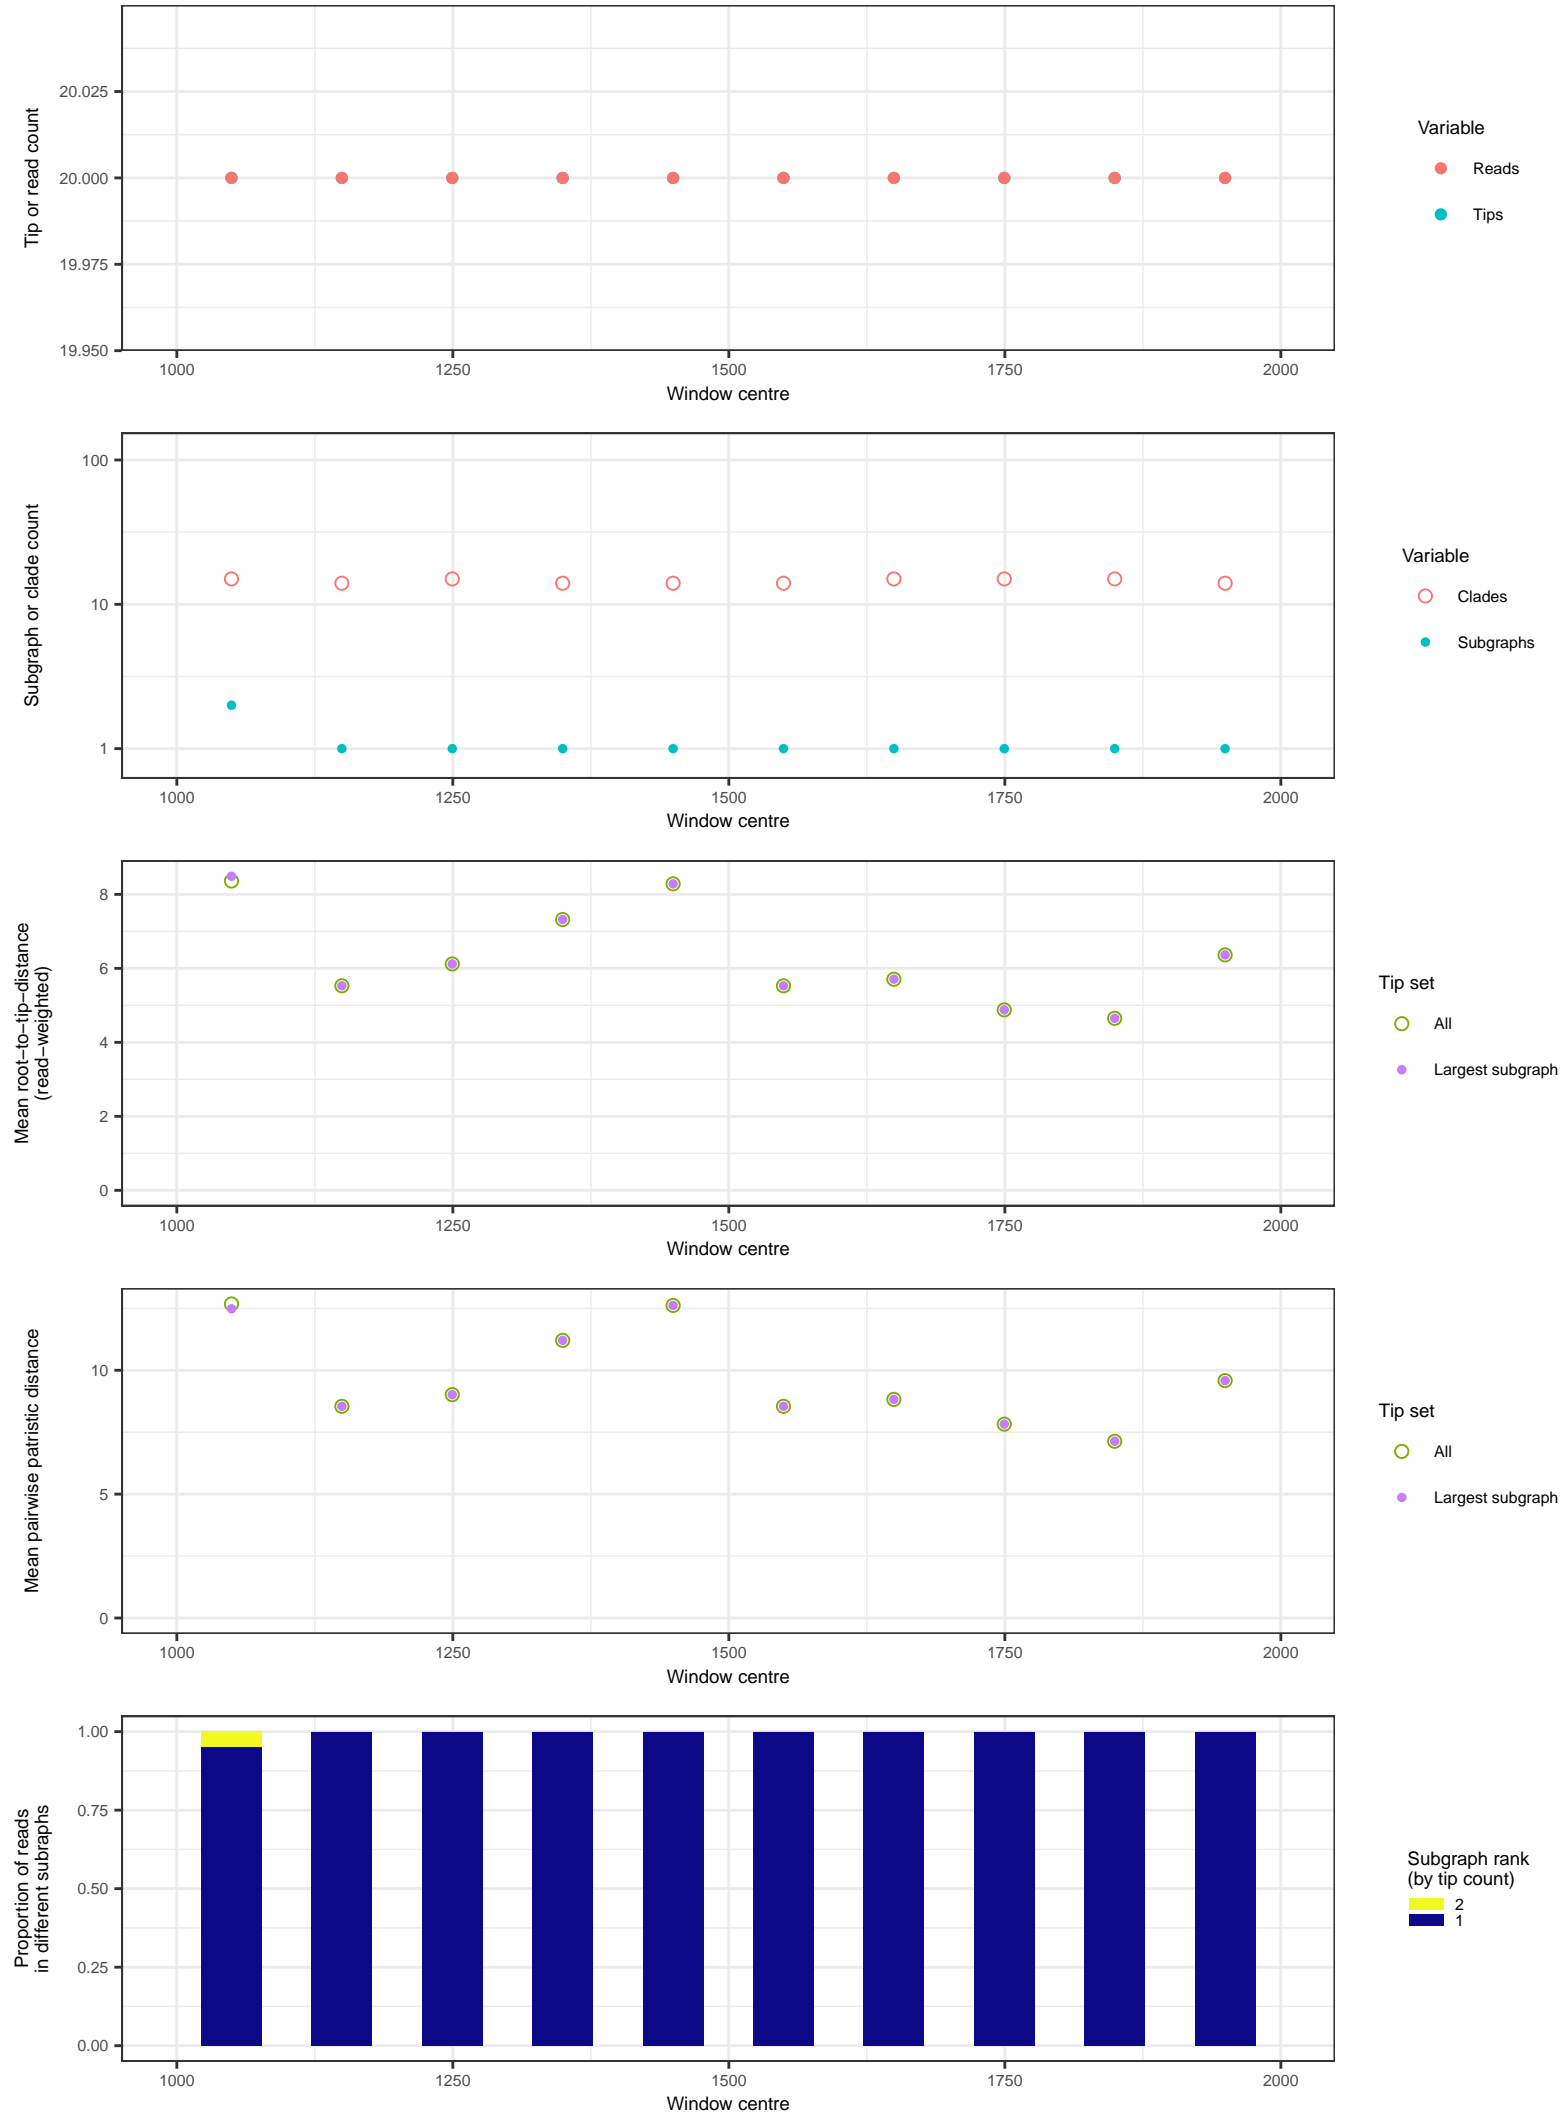 Tip or read count
20.025
20.000
19.975
19.950
1000 1250 1500 1750 2000
Window centre
Variable
Reads
Tips
Subgraph or clade count
100
10
1
1000 1250 1500 1750 2000
Window centre
Variable
Clades
Subgraphs
Mean root−to−tip−distance
(read−weighted)
8
6
4
2
0
1000 1250 1500 1750 2000
Window centre
Tip set
All
Largest subgraph
Mean pairwise patristic distance
10
5
0
1000 1250 1500 1750 2000
Window centre
Tip set
All
Largest subgraph
Proportion of reads
in different subraphs
1.00
0.75
0.50
0.25
0.00
1000 1250 1500 1750 2000
Window centre
Subgraph rank
(by tip count)
2
1